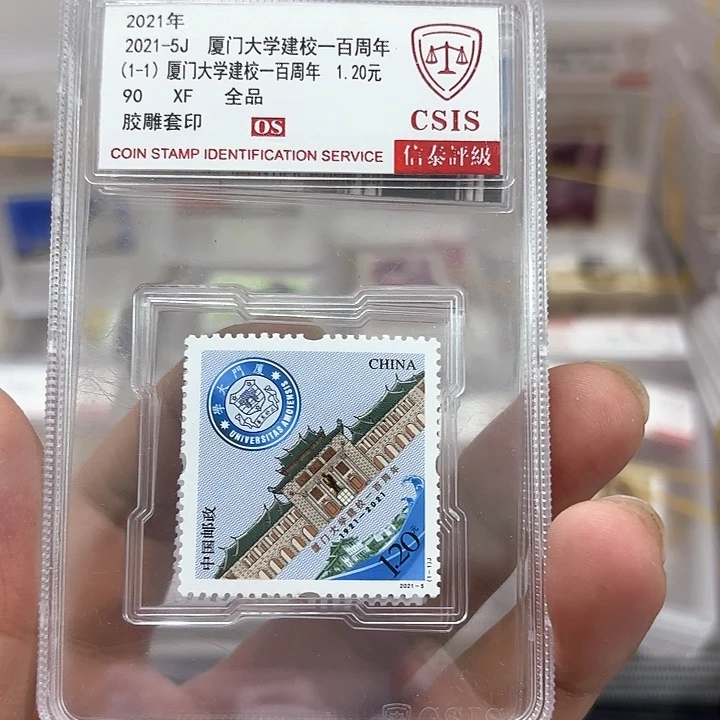 2021年
2021-5J 厦门大学建校一百周年
(1-1) 厦门大学建校一百周年 1.20元
90 XF 全品
胶雕套印 OS
COIN STAMP IDENTIFICATION SERVICE
CSIS
信泰評級
CHINA
廈門大學
UNIVERSITAS AMOIENSIS
中国邮政
厦门大学建校一百周年
1921-2021
1.20元
2021-5
(1-1)J
CSIS